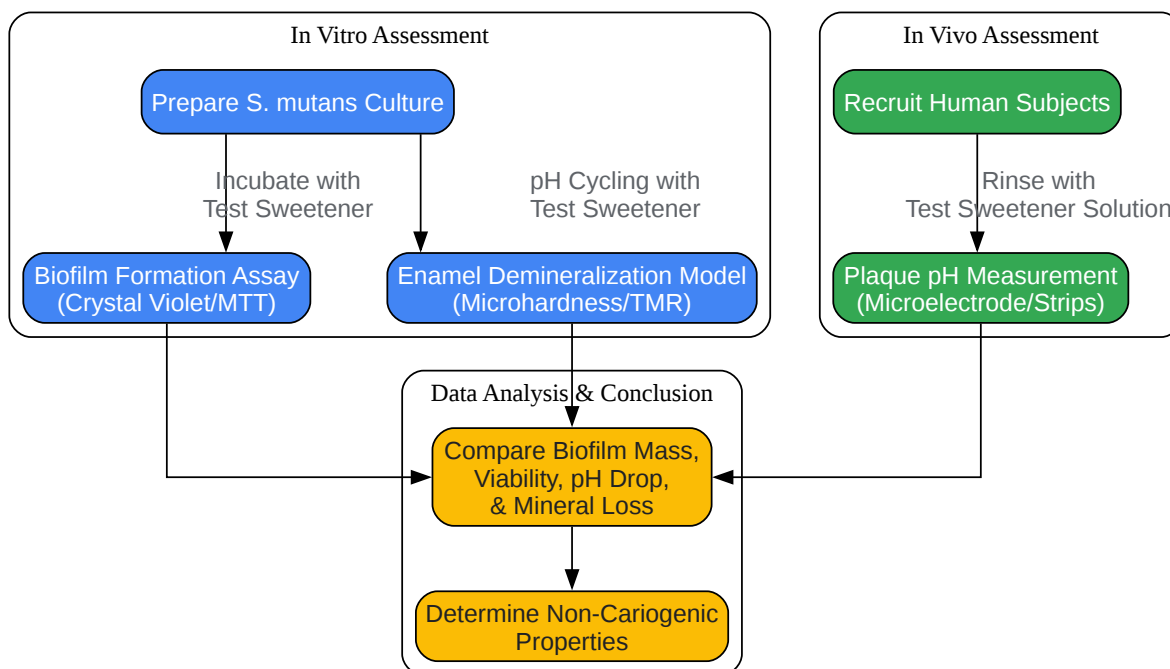 In Vitro Assessment
Prepare S. mutans Culture
Incubate with
Test Sweetener
pH Cycling with
Test Sweetener
Biofilm Formation Assay
(Crystal Violet/MTT)
Enamel Demineralization Model
(Microhardness/TMR)
In Vivo Assessment
Recruit Human Subjects
Rinse with
Test Sweetener Solution
Plaque pH Measurement
(Microelectrode/Strips)
Data Analysis & Conclusion
Compare Biofilm Mass,
Viability, pH Drop,
& Mineral Loss
Determine Non-Cariogenic
Properties